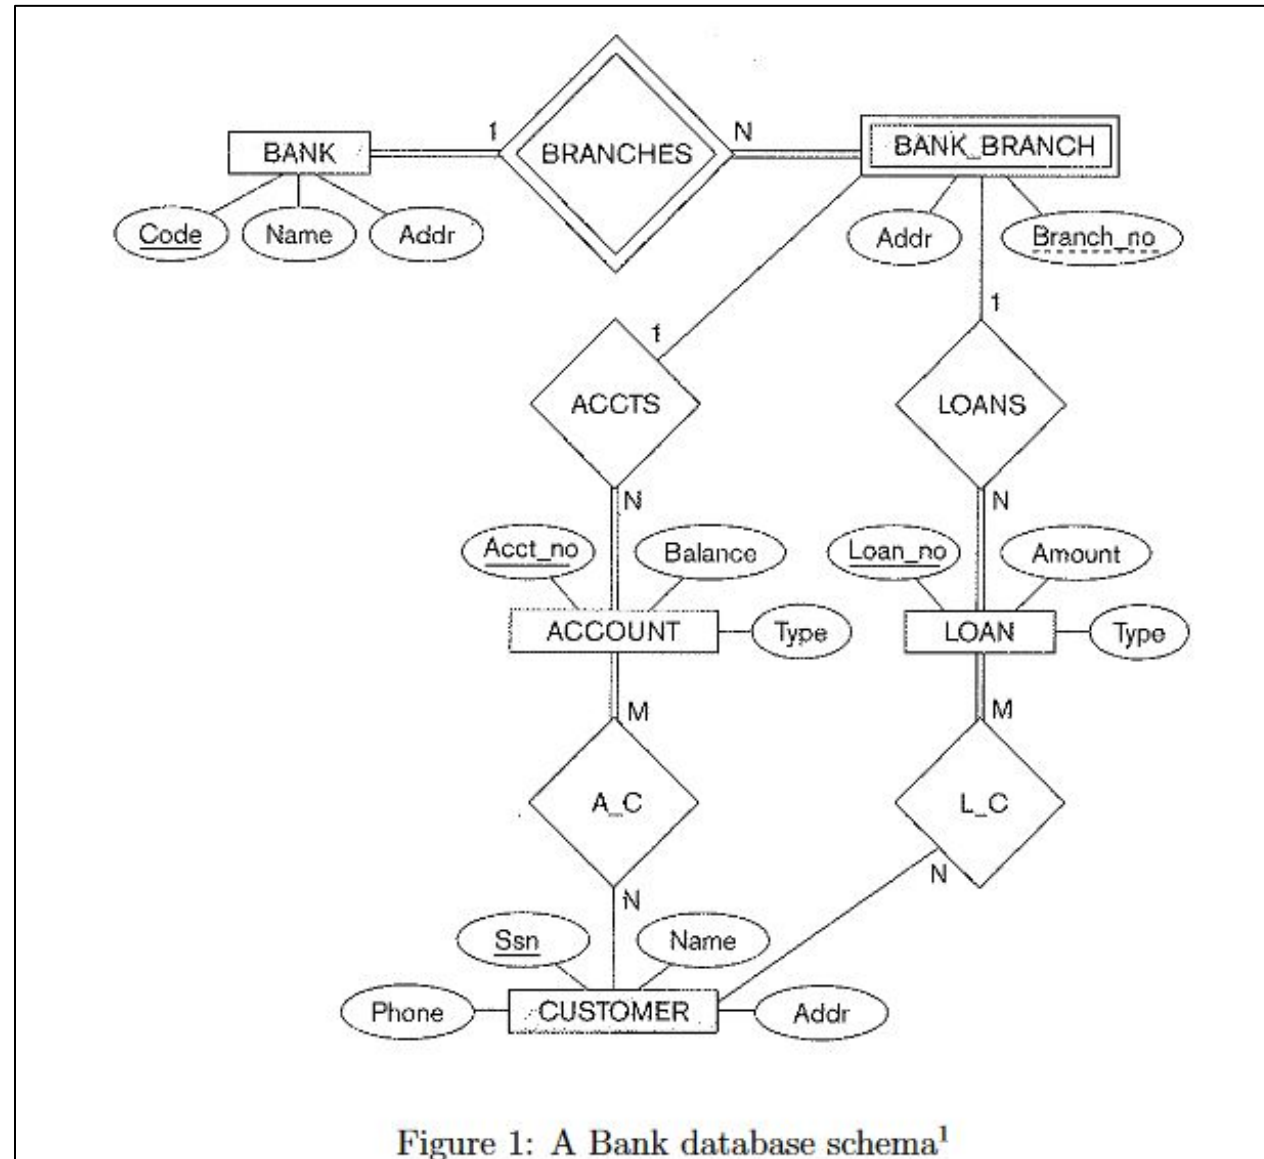 1
N
BANK
BRANCHES
BANK_BRANCH
Code
Name
Addr
Addr
Branch_no
1
1
ACCTS
LOANS
N
N
Acct_no
Balance
Loan_no
Amount
ACCOUNT
Type
LOAN
Type
M
M
A_C
L_C
N
N
Ssn
Name
Phone
CUSTOMER
Addr
Figure 1: A Bank database schema1